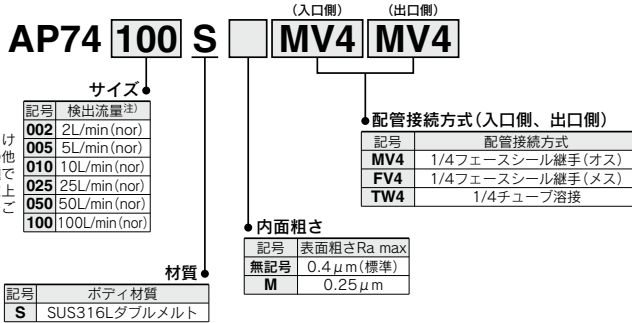 (入口側) (出口側)
AP74 100 S MV4 MV4
サイズ
記号 検出流量注)
002 2L/min(nor)
005 5L/min(nor)
010 10L/min(nor)
025 25L/min(nor)
050 50L/min(nor)
100 100L/min(nor)
け
他
で
上
ご
配管接続方式(入口側、出口側)
記号 配管接続方式
MV4 1/4フェースシール継手(オス)
FV4 1/4フェースシール継手(メス)
TW4 1/4チューブ溶接
内面粗さ
記号 表面粗さRa max
無記号 0.4μm(標準)
M 0.25μm
材質
記号 ボディ材質
S SUS316Lダブルメルト